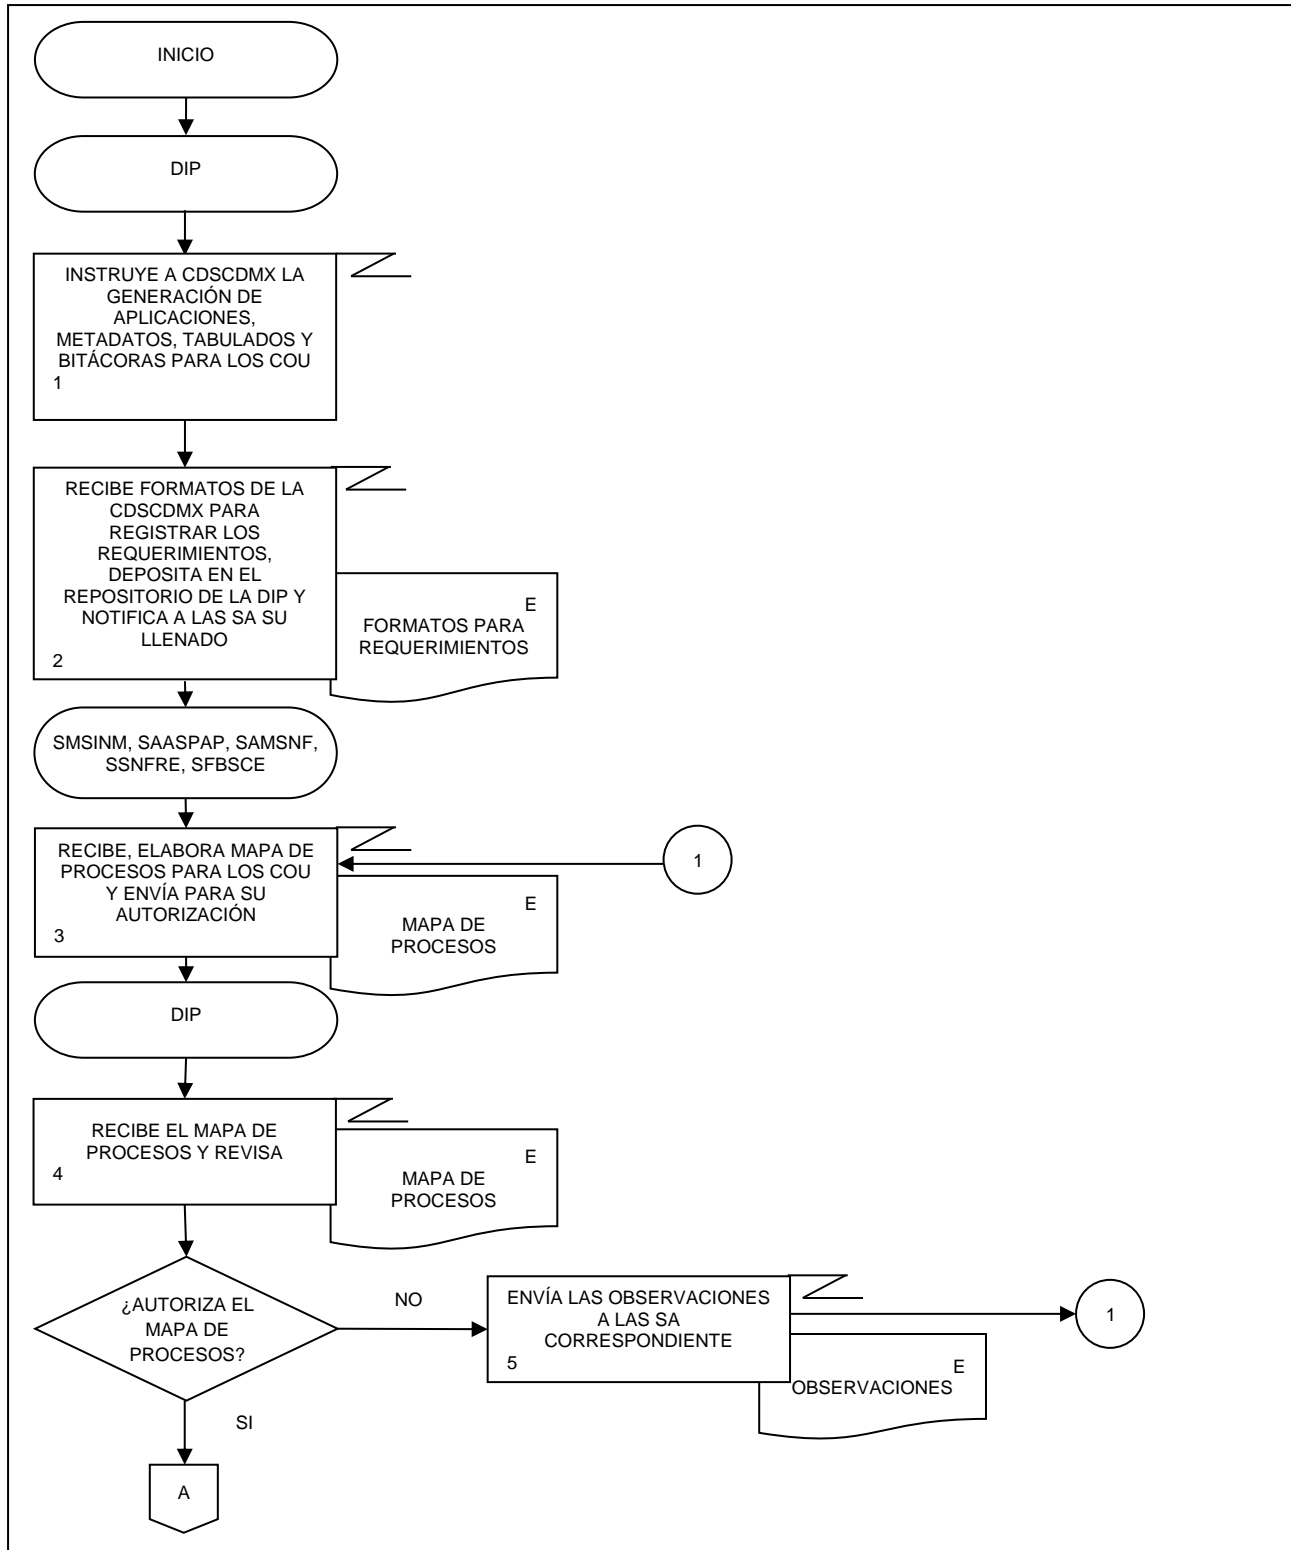 INICIO
DIP
INSTRUYE A CDSCDMX LA
GENERACIÓN DE
APLICACIONES,
METADATOS, TABULADOS Y
BITÁCORAS PARA LOS COU
1
RECIBE FORMATOS DE LA
CDSCDMX PARA
REGISTRAR LOS
REQUERIMIENTOS,
DEPOSITA EN EL
REPOSITORIO DE LA DIP Y
NOTIFICA A LAS SA SU
LLENADO
2
E
FORMATOS PARA
REQUERIMIENTOS
SMSINM, SAASPAP, SAMSNF,
SSNFRE, SFBSCE
RECIBE, ELABORA MAPA DE
PROCESOS PARA LOS COU
Y ENVÍA PARA SU
AUTORIZACIÓN
3
1
E
MAPA DE
PROCESOS
DIP
RECIBE EL MAPA DE
PROCESOS Y REVISA
4
E
MAPA DE
PROCESOS
¿AUTORIZA EL
MAPA DE
PROCESOS?
NO
ENVÍA LAS OBSERVACIONES
A LAS SA
CORRESPONDIENTE
5
1
E
OBSERVACIONES
SI
A